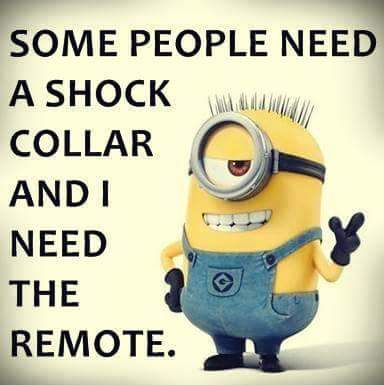 SOME PEOPLE NEED
A SHOCK
COLLAR
AND I
NEED
THE
REMOTE.